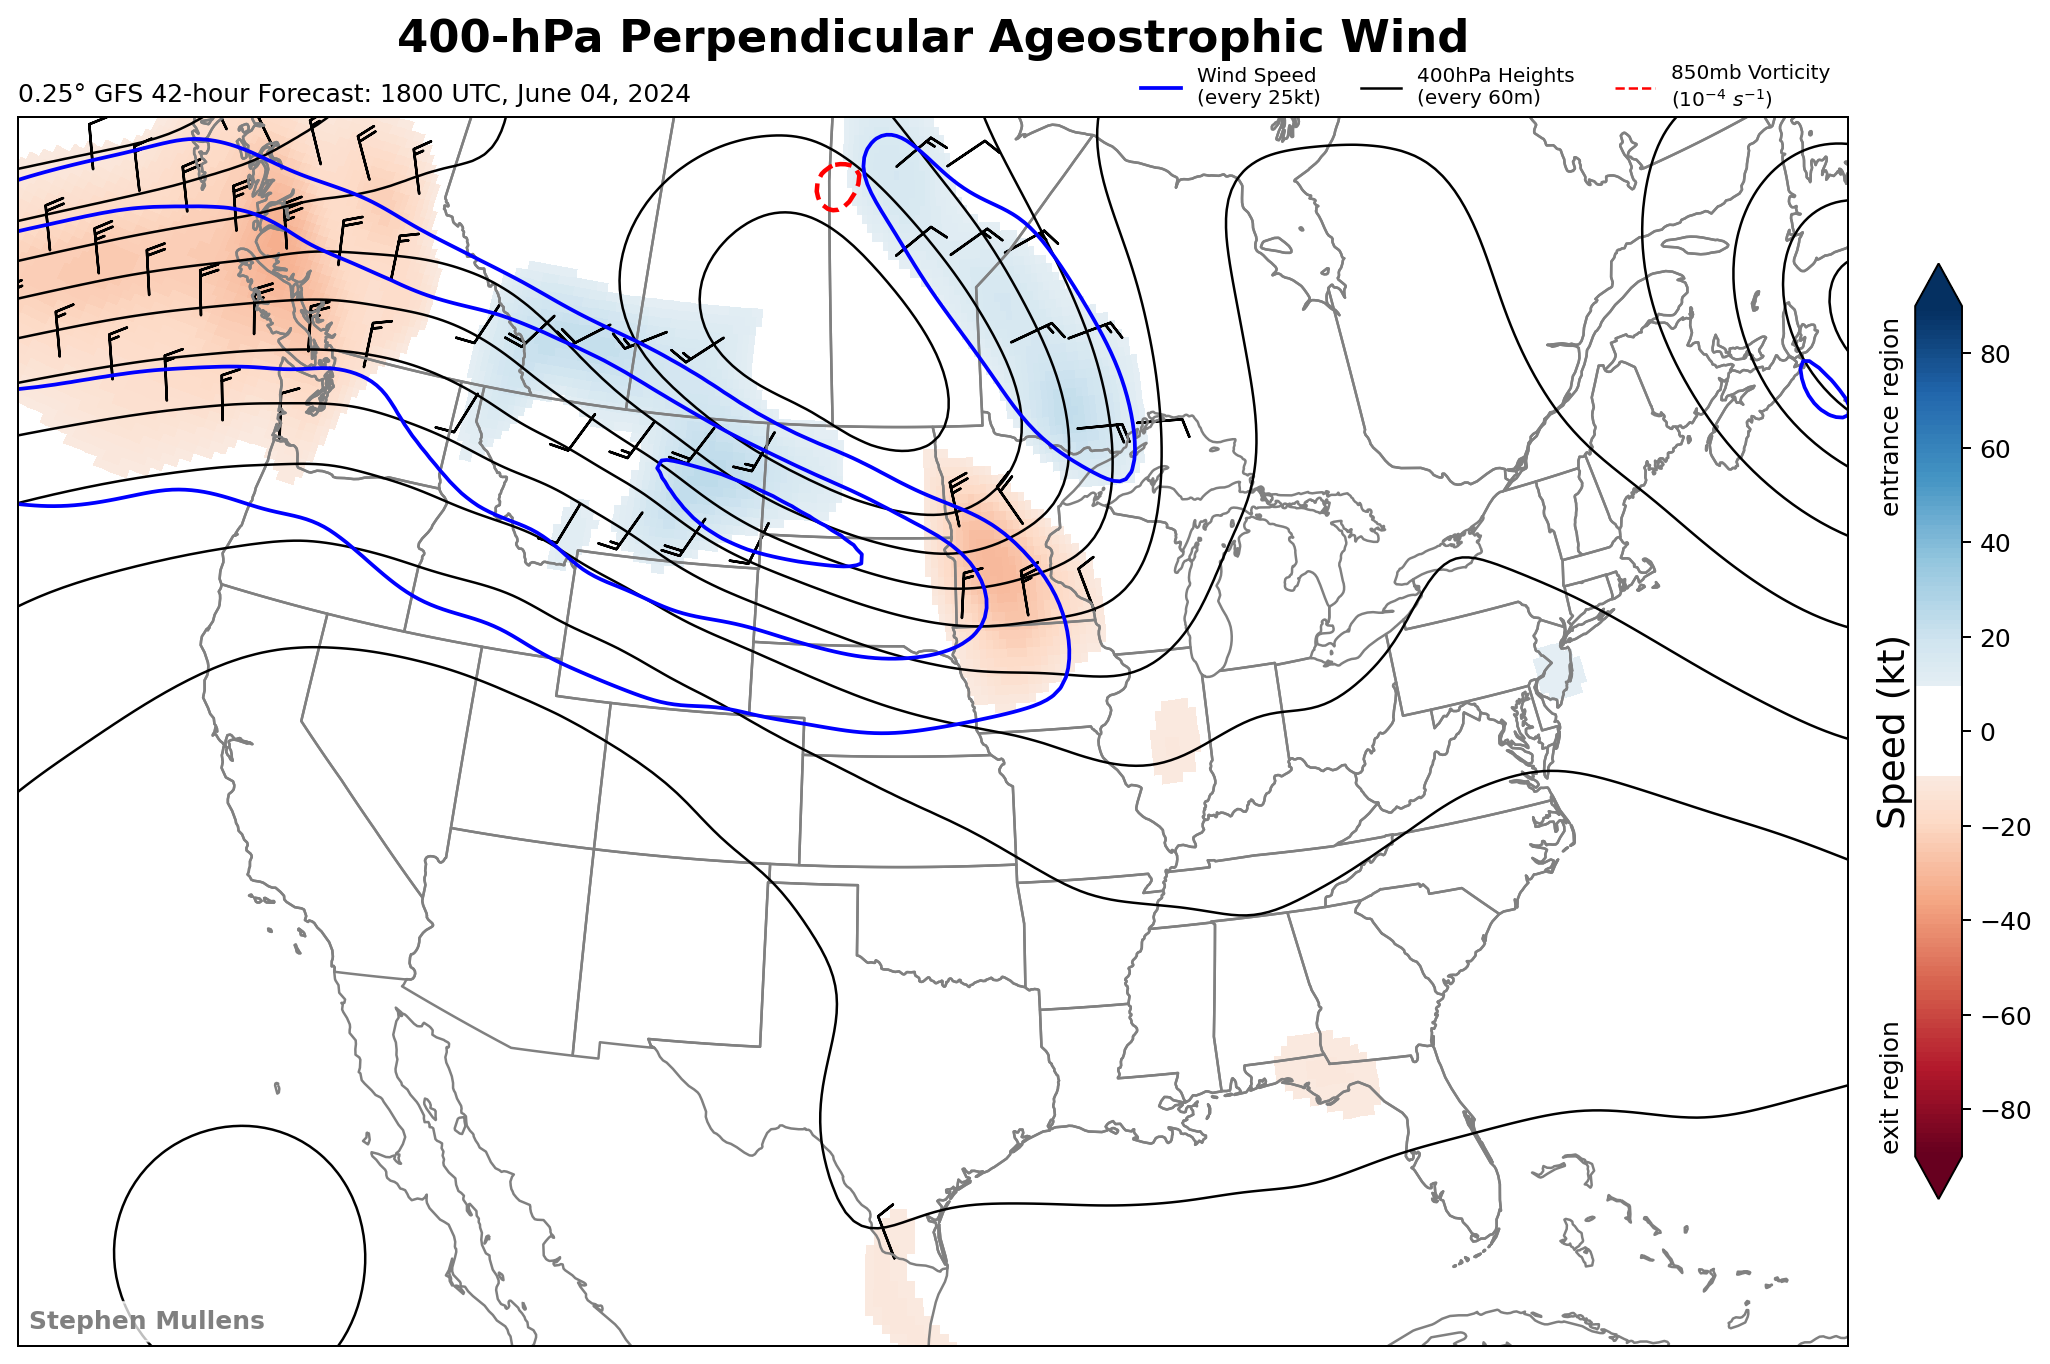 400-hPa Perpendicular Ageostrophic Wind
0.25° GFS 42-hour Forecast: 1800 UTC, June 04, 2024
Wind Speed
(every 25kt)
400hPa Heights
(every 60m)
850mb Vorticity
(10⁻⁴ s⁻¹)
entrance region
Speed (kt)
exit region
80
60
40
20
0
−20
−40
−60
−80
Stephen Mullens